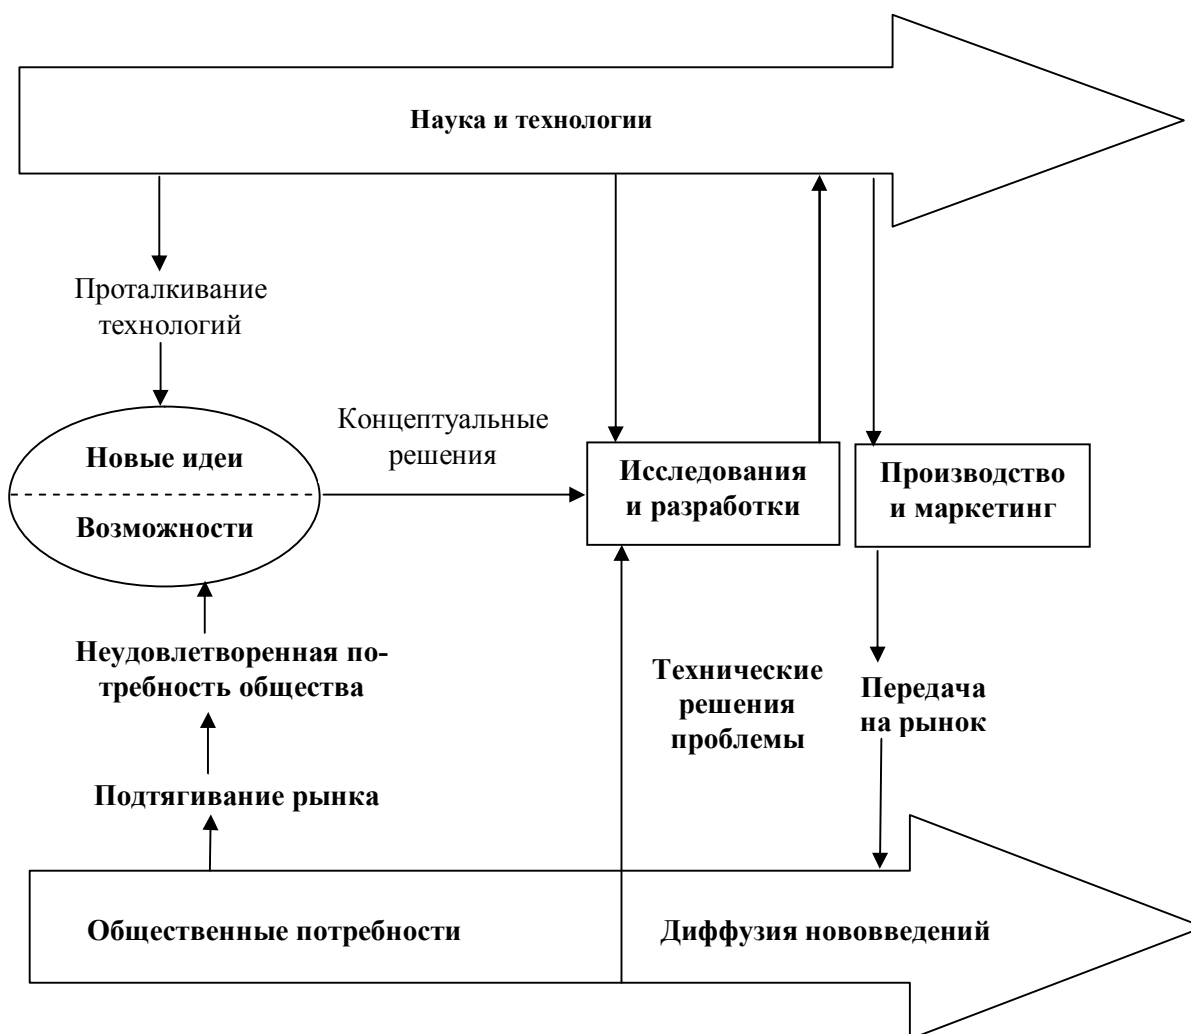 Наука и технологии
Проталкивание
технологий
Концептуальные
решения
Новые идеи
Возможности
Исследования
и разработки
Производство
и маркетинг
Неудовлетворенная по-
требность общества
Технические
решения
проблемы
Передача
на рынок
Подтягивание рынка
Общественные потребности
Диффузия нововведений